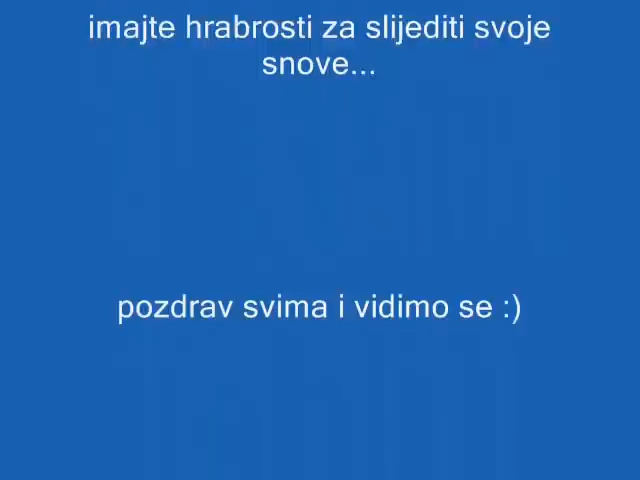 imajte hrabrosti za slijediti svoje
snove...
pozdrav svima i vidimo se :)